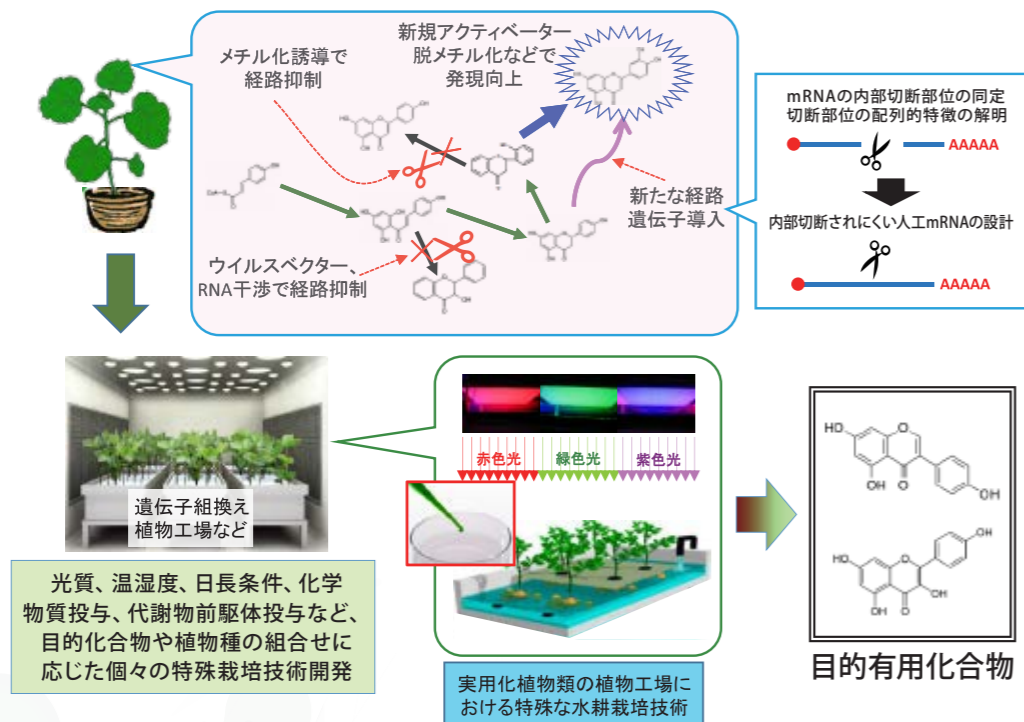 メチル化誘導で
経路抑制
新規アクティベーター
脱メチル化などで
発現向上
新たな経路
遺伝子導入
ウイルスベクター、
RNA干渉で経路抑制
mRNAの内部切断部位の同定
切断部位の配列的特徴の解明
AAAAA
内部切断されにくい人工mRNAの設計
AAAAA
遺伝子組換え
植物工場など
光質、温湿度、日長条件、化学
物質投与、代謝物前駆体投与など、
目的化合物や植物種の組合せに
応じた個々の特殊栽培技術開発
赤色光
緑色光
紫色光
実用化植物類の植物工場に
おける特殊な水耕栽培技術
HO
O
OH
O
OH
OH
HO
O
OH
OH
O
目的有用化合物